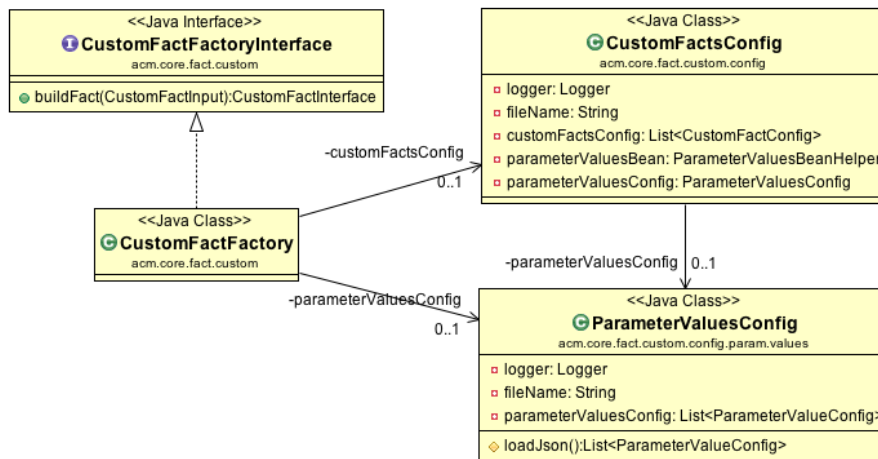 <<Java Interface>>
CustomFactFactoryInterface
acm.core.fact.custom
buildFact(CustomFactInput):CustomFactInterface
<<Java Class>>
CustomFactsConfig
acm.core.fact.custom.config
logger: Logger
fileName: String
customFactsConfig: List<CustomFactConfig>
parameterValuesBean: ParameterValuesBeanHelper
parameterValuesConfig: ParameterValuesConfig
-customFactsConfig
0..1
<<Java Class>>
CustomFactFactory
acm.core.fact.custom
-parameterValuesConfig
0..1
-parameterValuesConfig
0..1
<<Java Class>>
ParameterValuesConfig
acm.core.fact.custom.config.param.values
logger: Logger
fileName: String
parameterValuesConfig: List<ParameterValueConfig>
loadJson():List<ParameterValueConfig>